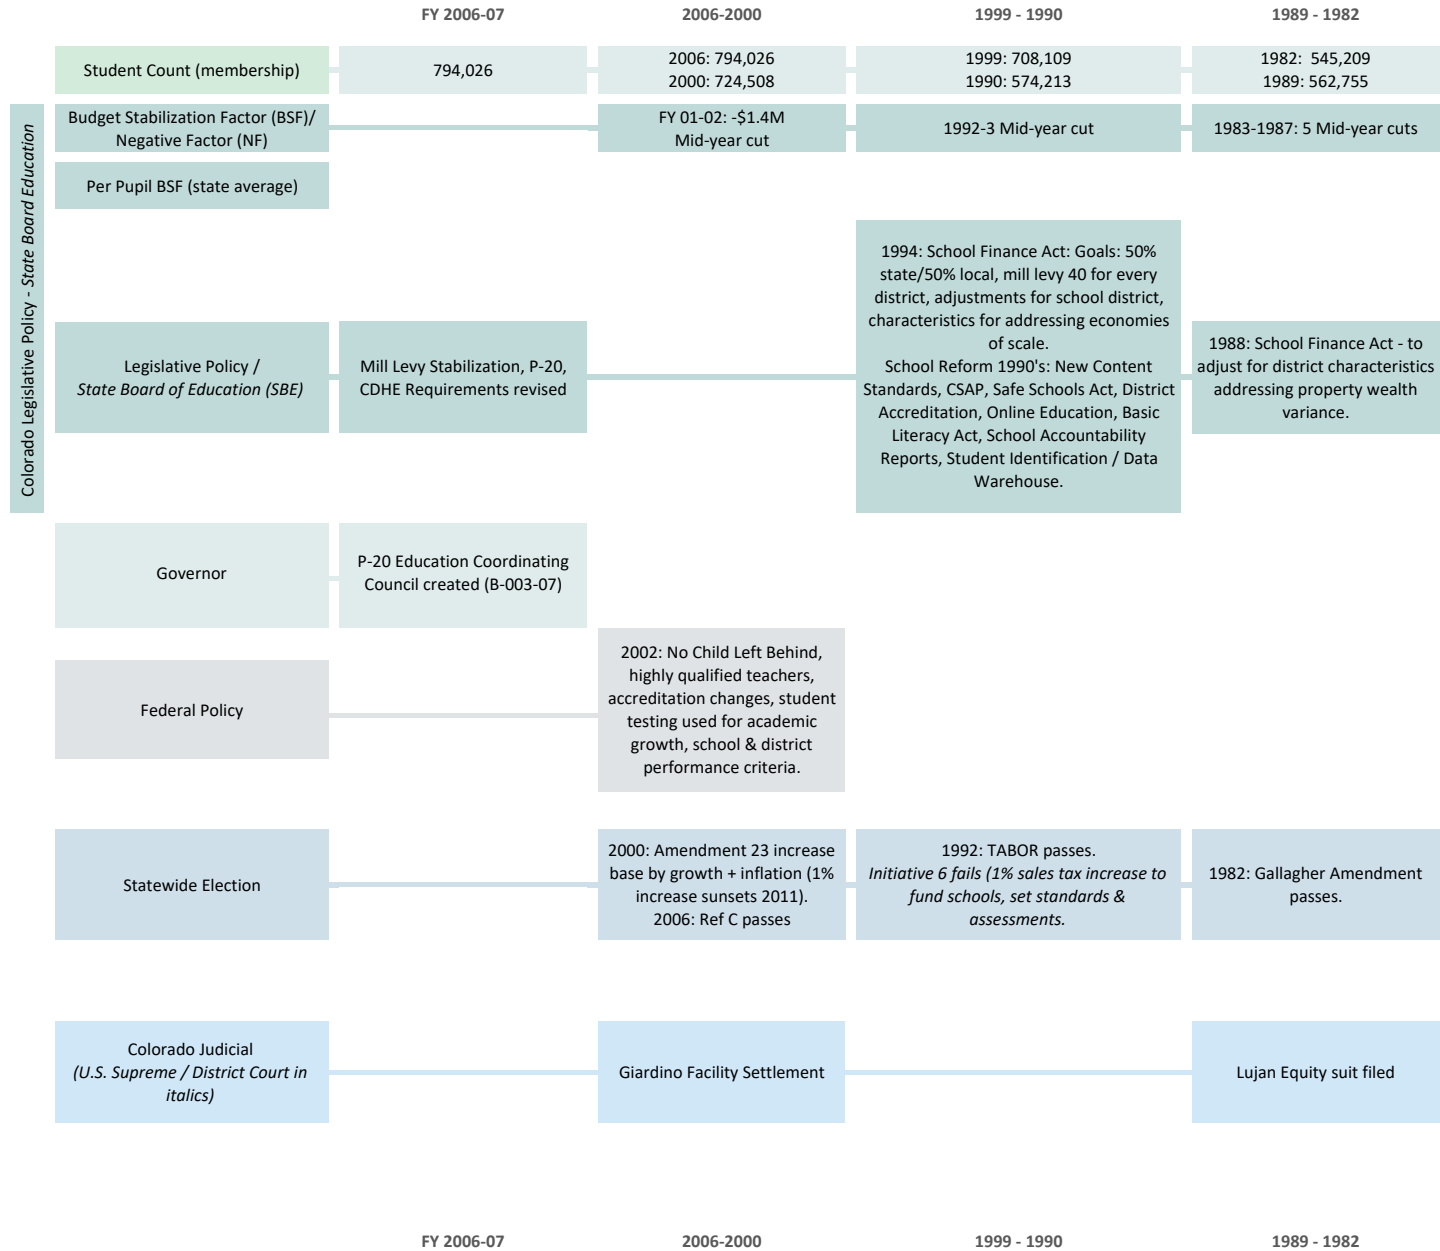 FY 2006-07
2006-2000
1999 - 1990
1989 - 1982
Student Count (membership)
794,026
2006: 794,026
2000: 724,508
1999: 708,109
1990: 574,213
1982:  545,209
1989: 562,755
Colorado Legislative Policy - State Board Education
Budget Stabilization Factor (BSF)/
Negative Factor (NF)
FY 01-02: -$1.4M
Mid-year cut
1992-3 Mid-year cut
1983-1987: 5 Mid-year cuts
Per Pupil BSF (state average)
Legislative Policy /
State Board of Education (SBE)
Mill Levy Stabilization, P-20,
CDHE Requirements revised
1994: School Finance Act: Goals: 50%
state/50% local, mill levy 40 for every
district, adjustments for school district,
characteristics for addressing economies
of scale.
School Reform 1990's: New Content
Standards, CSAP, Safe Schools Act, District
Accreditation, Online Education, Basic
Literacy Act, School Accountability
Reports, Student Identification / Data
Warehouse.
1988: School Finance Act - to
adjust for district characteristics
addressing property wealth
variance.
Governor
P-20 Education Coordinating
Council created (B-003-07)
Federal Policy
2002: No Child Left Behind,
highly qualified teachers,
accreditation changes, student
testing used for academic
growth, school & district
performance criteria.
Statewide Election
2000: Amendment 23 increase
base by growth + inflation (1%
increase sunsets 2011).
2006: Ref C passes
1992: TABOR passes.
Initiative 6 fails (1% sales tax increase to
fund schools, set standards &
assessments.
1982: Gallagher Amendment
passes.
Colorado Judicial
(U.S. Supreme / District Court in
italics)
Giardino Facility Settlement
Lujan Equity suit filed
FY 2006-07
2006-2000
1999 - 1990
1989 - 1982